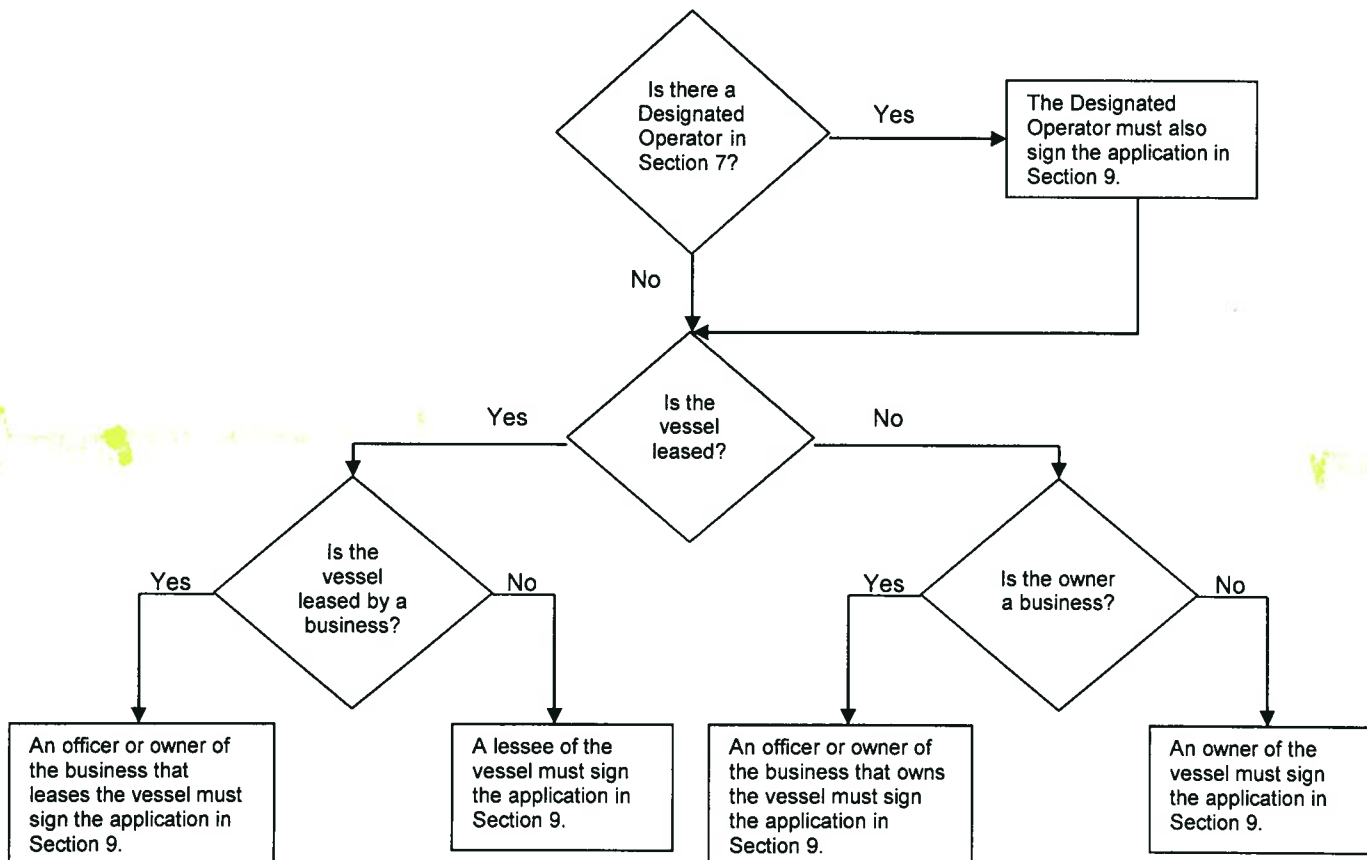 Is there a
Designated
Operator in
Section 7?
Yes
The Designated
Operator must also
sign the application in
Section 9.
No
Is the
vessel
leased?
Yes
No
Is the
vessel
leased by a
business?
Yes
No
Is the owner
a business?
Yes
No
An officer or owner of
the business that
leases the vessel must
sign the application in
Section 9.
A lessee of the
vessel must sign
the application in
Section 9.
An officer or owner of
the business that owns
the vessel must sign
the application in
Section 9.
An owner of the
vessel must sign
the application in
Section 9.